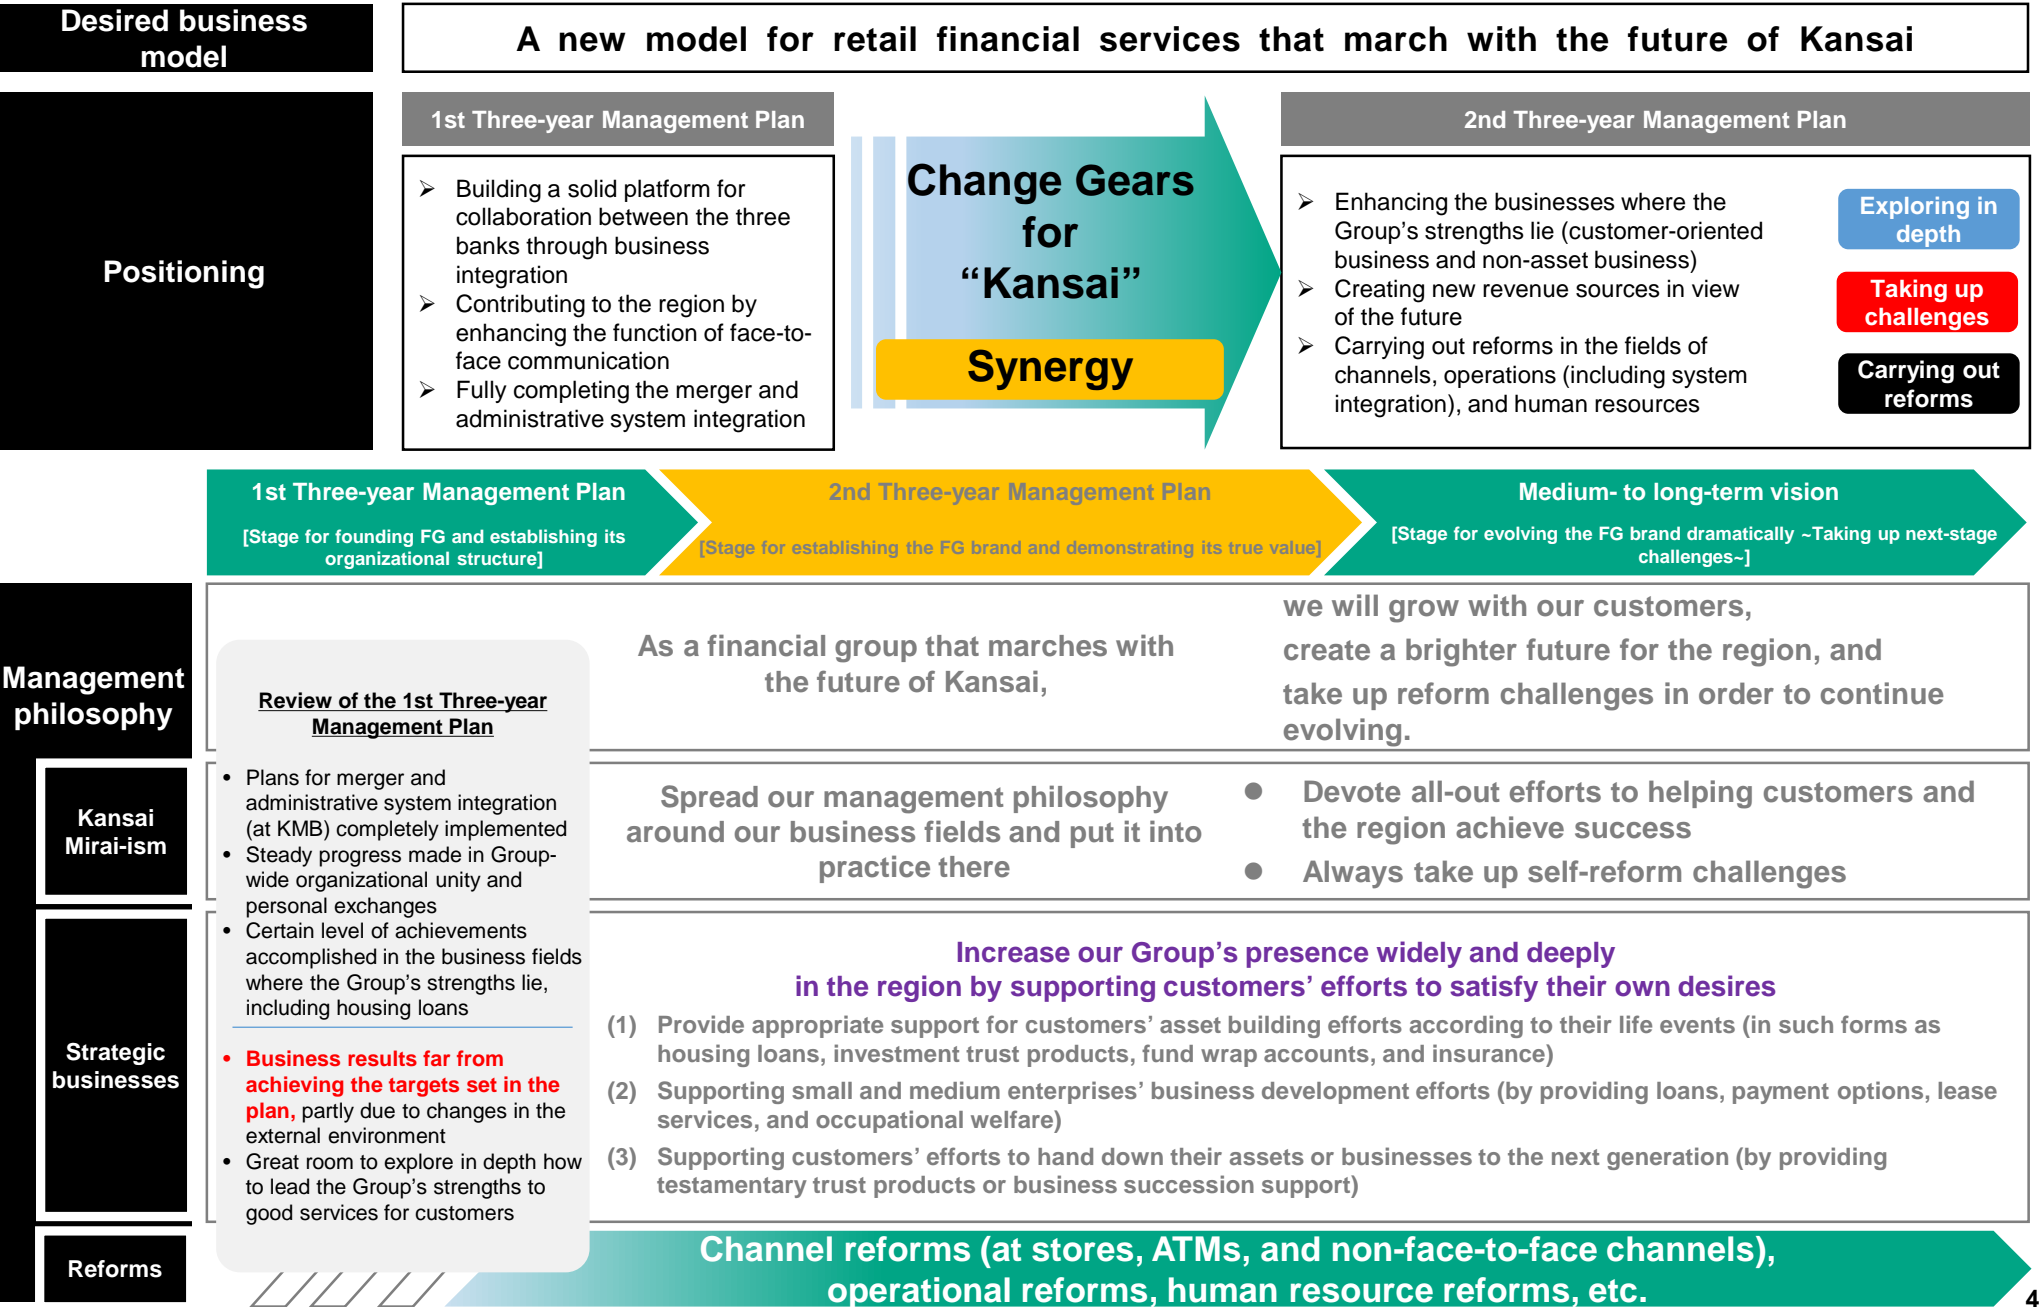 Desired business
model
A new model for retail financial services that march with the future of Kansai
Positioning
1st Three-year Management Plan
➢ Building a solid platform for
collaboration between the three
banks through business
integration
➢ Contributing to the region by
enhancing the function of face-to-
face communication
➢ Fully completing the merger and
administrative system integration
Change Gears
for
“Kansai”
Synergy
2nd Three-year Management Plan
➢ Enhancing the businesses where the
Group’s strengths lie (customer-oriented
business and non-asset business)
➢ Creating new revenue sources in view
of the future
➢ Carrying out reforms in the fields of
channels, operations (including system
integration), and human resources
Exploring in
depth
Taking up
challenges
Carrying out
reforms
1st Three-year Management Plan
[Stage for founding FG and establishing its
organizational structure]
2nd Three-year Management Plan
[Stage for establishing the FG brand and demonstrating its true value]
Medium- to long-term vision
[Stage for evolving the FG brand dramatically ~Taking up next-stage
challenges~]
Management
philosophy
As a financial group that marches with
the future of Kansai,
we will grow with our customers,
create a brighter future for the region, and
take up reform challenges in order to continue
evolving.
Review of the 1st Three-year
Management Plan
• Plans for merger and
administrative system integration
(at KMB) completely implemented
• Steady progress made in Group-
wide organizational unity and
personal exchanges
• Certain level of achievements
accomplished in the business fields
where the Group’s strengths lie,
including housing loans
• Business results far from
achieving the targets set in the
plan, partly due to changes in the
external environment
• Great room to explore in depth how
to lead the Group’s strengths to
good services for customers
Kansai
Mirai-ism
Spread our management philosophy
around our business fields and put it into
practice there
● Devote all-out efforts to helping customers and
the region achieve success
● Always take up self-reform challenges
Strategic
businesses
Increase our Group’s presence widely and deeply
in the region by supporting customers’ efforts to satisfy their own desires
(1) Provide appropriate support for customers’ asset building efforts according to their life events (in such forms as
housing loans, investment trust products, fund wrap accounts, and insurance)
(2) Supporting small and medium enterprises’ business development efforts (by providing loans, payment options, lease
services, and occupational welfare)
(3) Supporting customers’ efforts to hand down their assets or businesses to the next generation (by providing
testamentary trust products or business succession support)
Reforms
Channel reforms (at stores, ATMs, and non-face-to-face channels),
operational reforms, human resource reforms, etc.
4